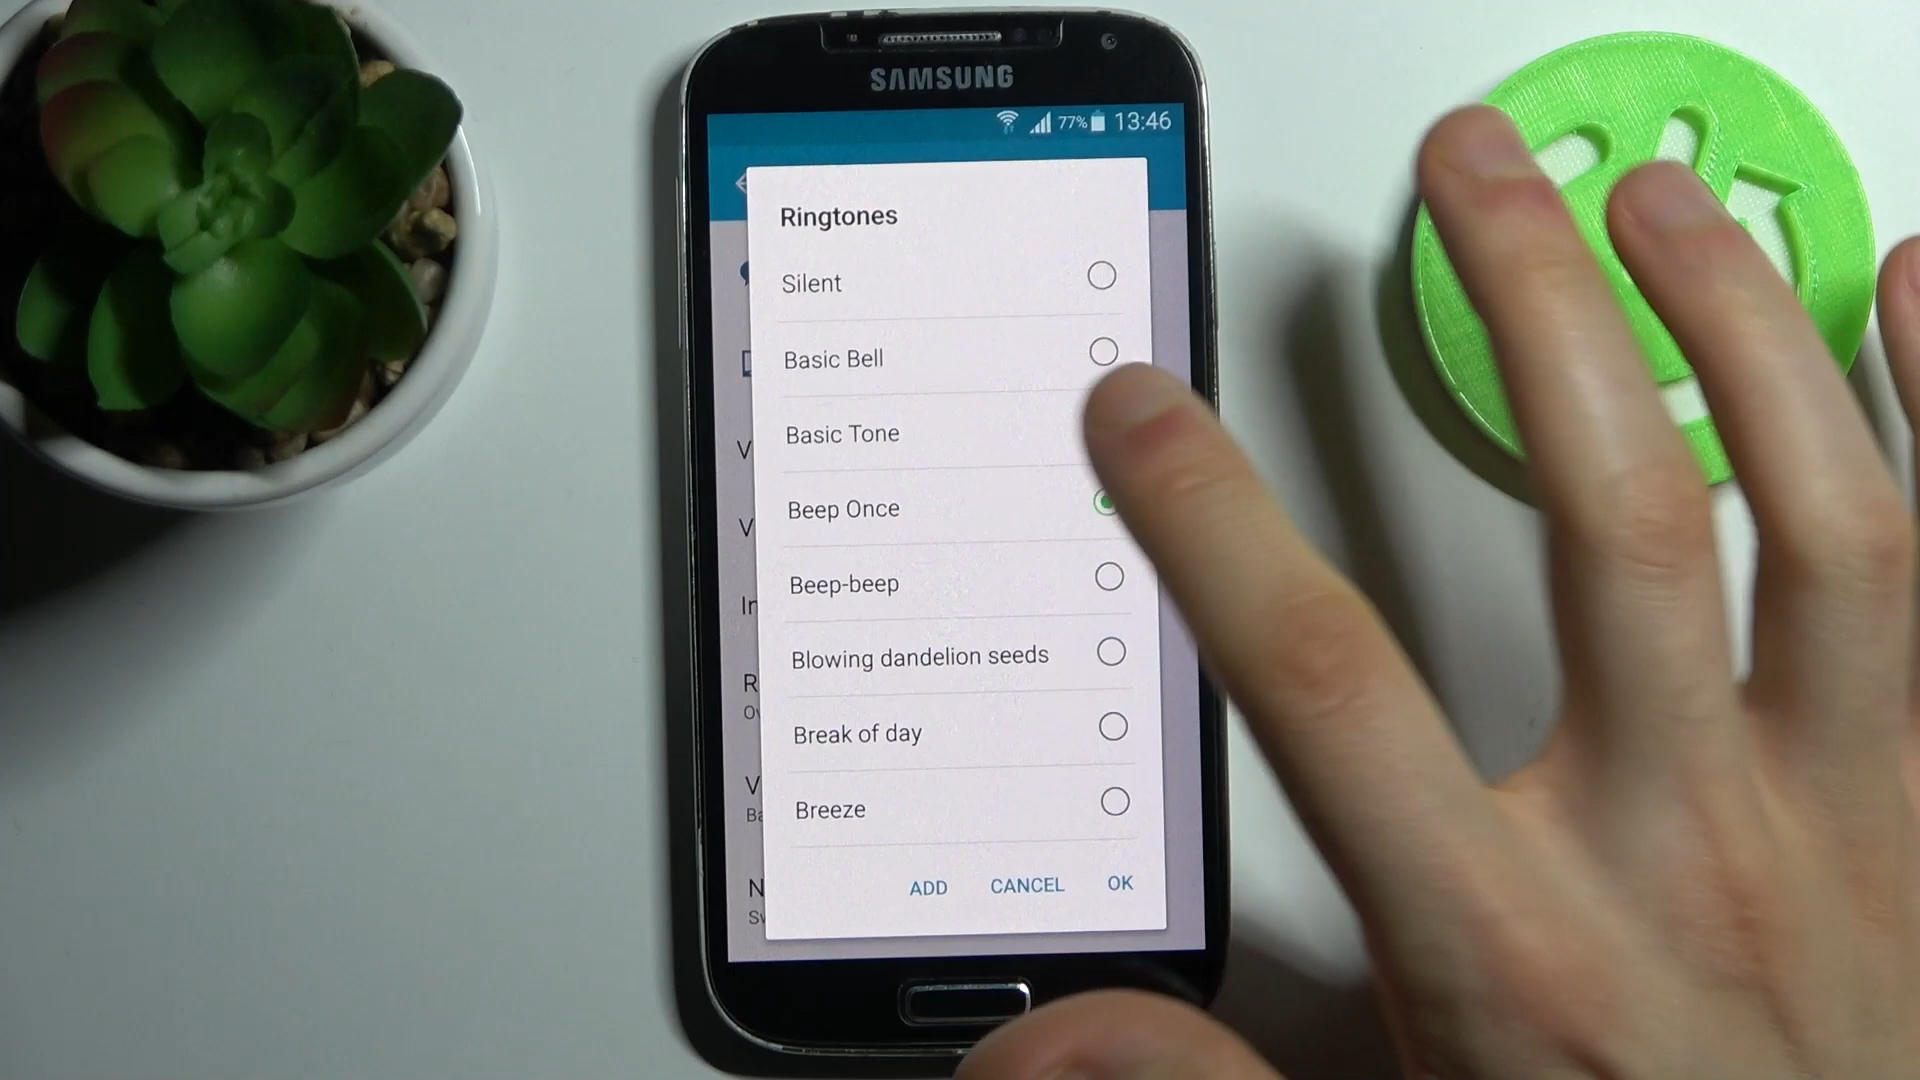 SAMSUNG
77% 13:46
Ringtones
Silent
Basic Bell
Basic Tone
Beep Once
Beep-beep
Blowing dandelion seeds
Break of day
Breeze
ADD CANCEL OK